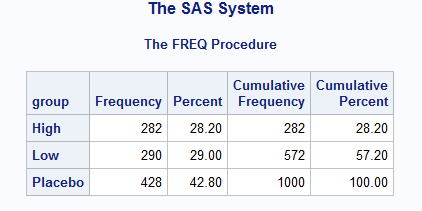 The SAS System
The FREQ Procedure
group Frequency Percent Cumulative Frequency Cumulative Percent
High 282 28.20 282 28.20
Low 290 29.00 572 57.20
Placebo 428 42.80 1000 100.00